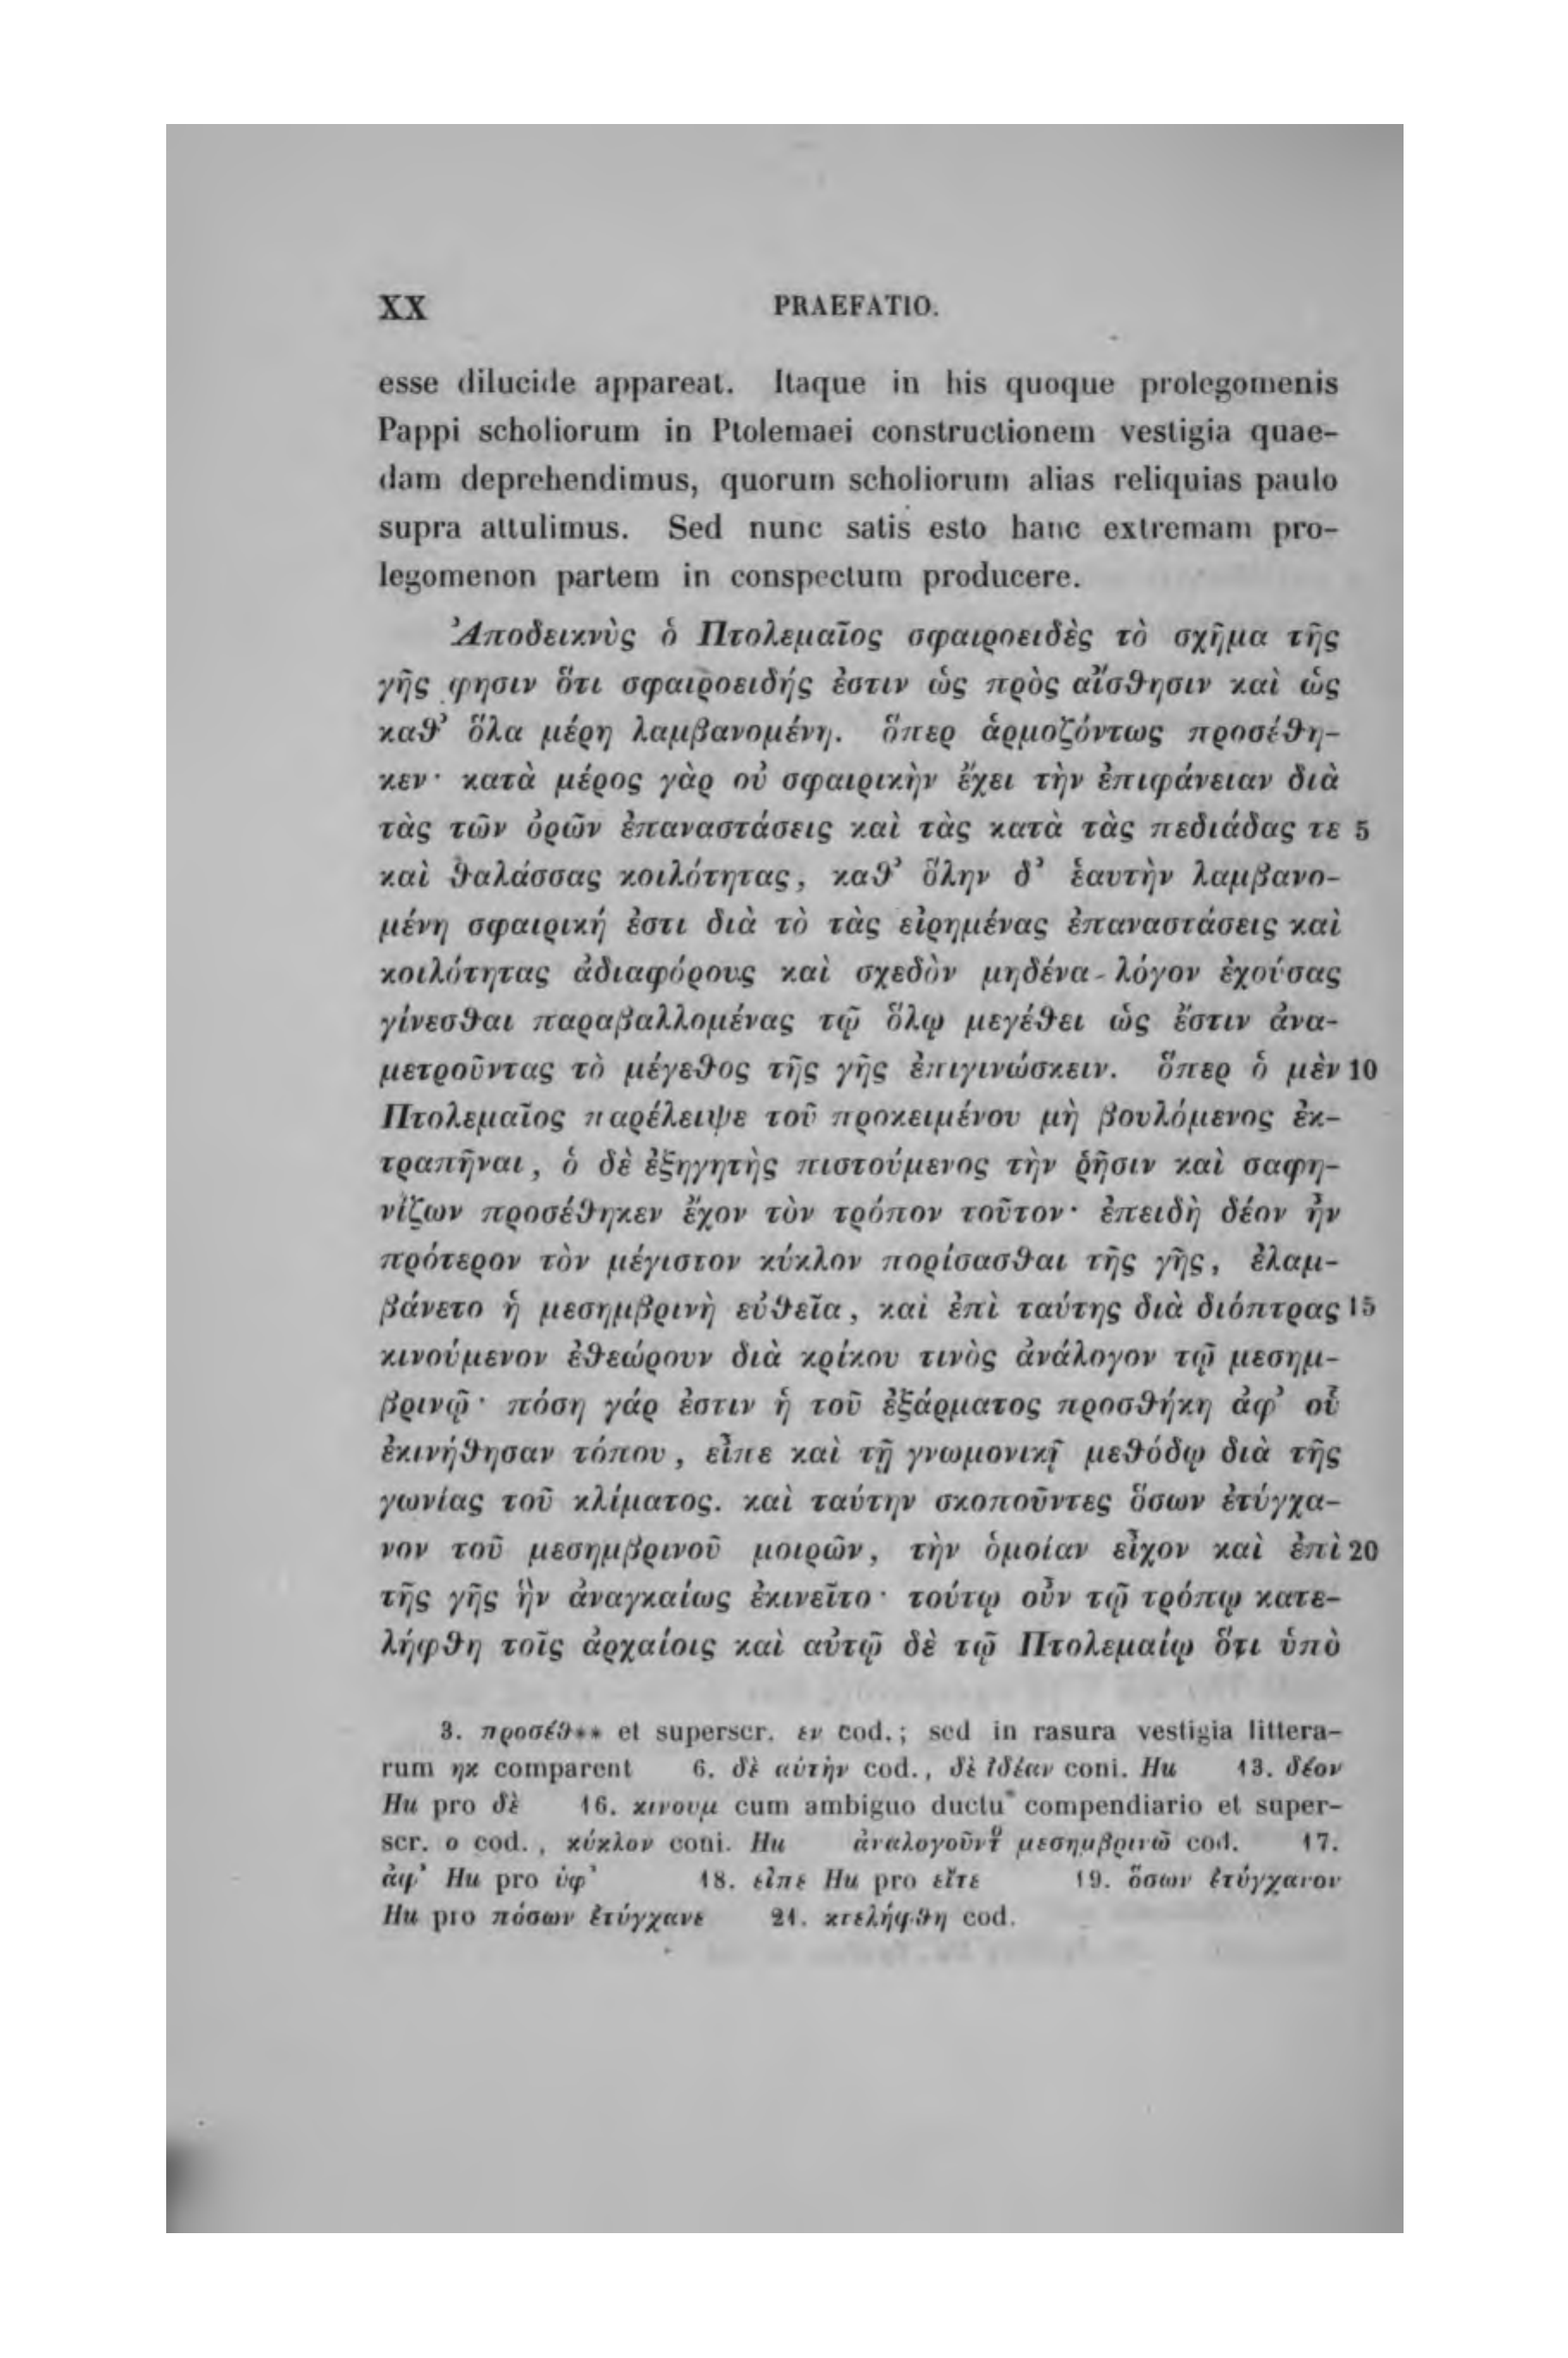 XX PRAEFATIO.
esse dilucide appareat. Itaque in his quoque prolegomenis
Pappi scholiorum in Ptolemaei constructionem vestigia quae-
dam deprehendimus, quorum scholiorum alias reliquias paulo
supra attulimus. Sed nunc satis esto hanc extremam pro-
legomenon partem in conspectum producere.
Ἀποδεικνὺς ὁ Πτολεμαῖος σφαιροειδὲς τὸ σχῆμα τῆς
γῆς φησιν ὅτι σφαιροειδής ἐστιν ὡς πρὸς αἴσθησιν καὶ ὡς
καθ’ ὅλα μέρη λαμβανομένη. ὅπερ ἁρμοζόντως προσέθη-
κεν· κατὰ μέρος γὰρ οὐ σφαιρικὴν ἔχει τὴν ἐπιφάνειαν διὰ
τὰς τῶν ὀρῶν ἐπαναστάσεις καὶ τὰς κατὰ τὰς πεδιάδας τε 5
καὶ θαλάσσας κοιλότητας, καθ’ ὅλην δ’ ἑαυτὴν λαμβανο-
μένη σφαιρική ἐστι διὰ τὸ τὰς εἰρημένας ἐπαναστάσεις καὶ
κοιλότητας ἀδιαφόρους καὶ σχεδὸν μηδένα λόγον ἐχούσας
γίνεσθαι παραβαλλομένας τῷ ὅλῳ μεγέθει ὡς ἔστιν ἀνα-
μετροῦντας τὸ μέγεθος τῆς γῆς ἐπιγινώσκειν. ὅπερ ὁ μὲν 10
Πτολεμαῖος παρέλειψε τοῦ προκειμένου μὴ βουλόμενος ἐκ-
τραπῆναι, ὁ δὲ ἐξηγητὴς πιστούμενος τὴν ῥῆσιν καὶ σαφη-
νίζων προσέθηκεν ἔχον τὸν τρόπον τοῦτον· ἐπειδὴ δέον ἦν
πρότερον τὸν μέγιστον κύκλον πορίσασθαι τῆς γῆς, ἐλαμ-
βάνετο ἡ μεσημβρινὴ εὐθεῖα, καὶ ἐπὶ ταύτης διὰ διόπτρας 15
κινούμενον ἐθεώρουν διὰ κρίκου τινὸς ἀνάλογον τῷ μεσημ-
βρινῷ· πόση γάρ ἐστιν ἡ τοῦ ἐξάρματος προσθήκη ἀφ’ οὗ
ἐκινήθησαν τόπου, εἶπε καὶ τῇ γνωμονικῇ μεθόδῳ διὰ τῆς
γωνίας τοῦ κλίματος. καὶ ταύτην σκοποῦντες ὅσων ἐτύγχα-
νον τοῦ μεσημβρινοῦ μοιρῶν, τὴν ὁμοίαν εἶχον καὶ ἐπὶ 20
τῆς γῆς ἣν ἀναγκαίως ἐκινεῖτο· τούτῳ οὖν τῷ τρόπῳ κατε-
λήφθη τοῖς ἀρχαίοις καὶ αὐτῷ δὲ τῷ Πτολεμαίῳ ὅτι ὑπὸ
3. προσέθ** et superscr. εν cod.; sed in rasura vestigia littera-
rum ηκ comparent 6. δὲ αὐτὴν cod., δὲ ἰδέαν coni. Hu 13. δέον
Hu pro δὲ 16. κινουμ cum ambiguo ductu compendiario et super-
scr. ο cod., κύκλον coni. Hu μεσημβρινῶ cod. 17.
ἀφ’ Hu pro ὑφ’ 18. εἶπε Hu pro εἴτε 19. ὅσων ἐτύγχανον
Hu pro πόσων ἐτύγχανε 21. κτελήφθη cod.